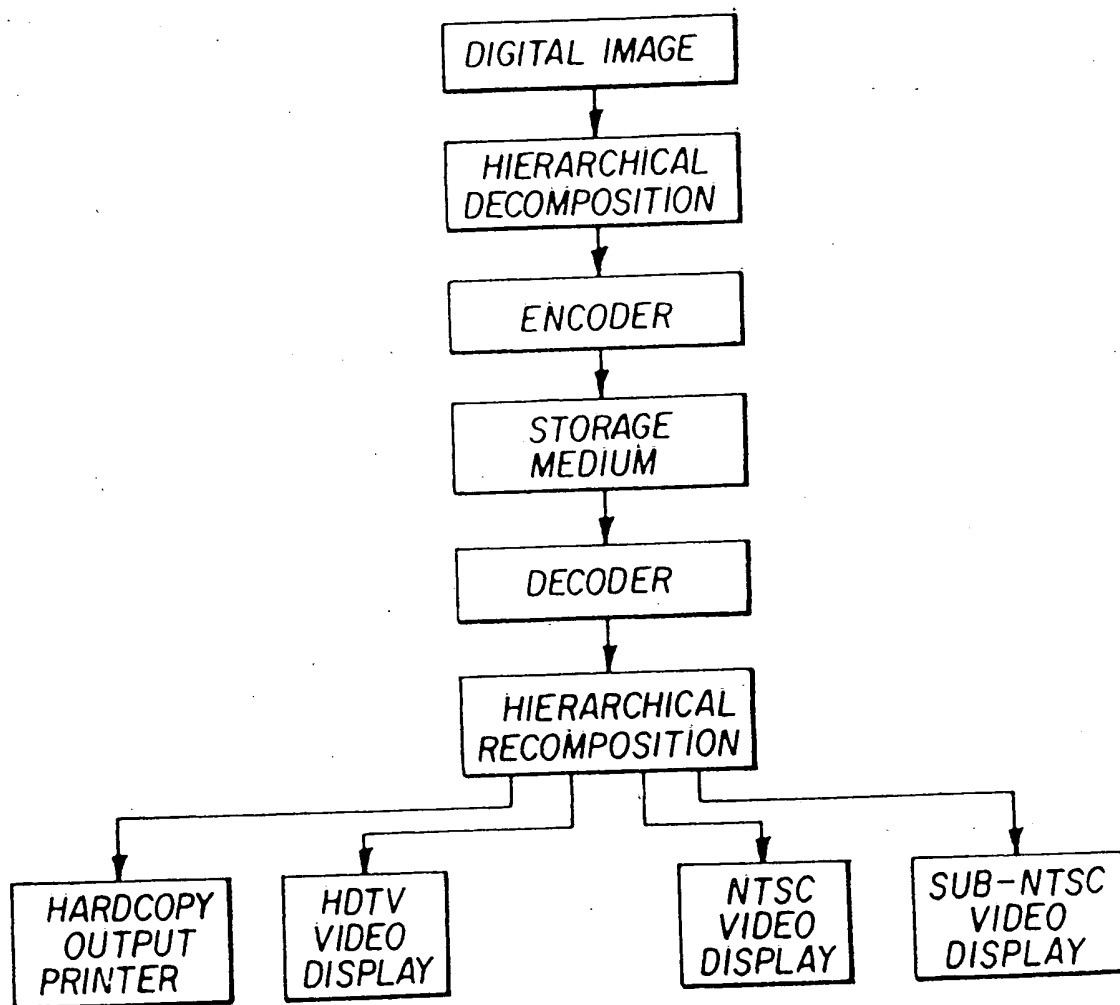 DIGITAL IMAGE
HIERARCHICAL
DECOMPOSITION
ENCODER
STORAGE
MEDIUM
DECODER
HIERARCHICAL
RECOMPOSITION
HARDCOPY
OUTPUT
PRINTER
HDTV
VIDEO
DISPLAY
NTSC
VIDEO
DISPLAY
SUB-NTSC
VIDEO
DISPLAY